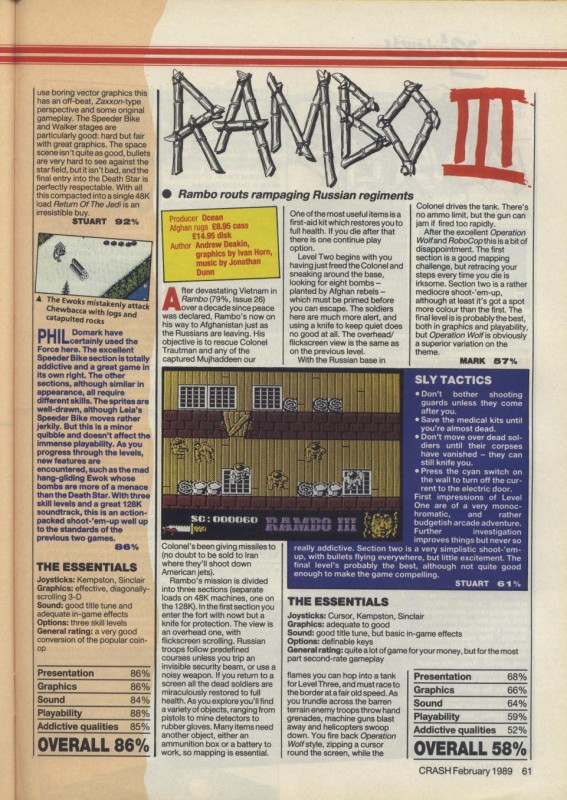 use boring vector graphics this
has an off-beat, Zaxxon-type
perspective and some original
gameplay. The Speeder Bike
and Walker stages are
particularly good: hard but fair
with great graphics. The space
scene isn't quite as good, bullets
are very hard to see against the
star field, but it isn't bad, and the
final entry into the Death Star is
perfectly respectable. With all
this compacted into a single 48K
load Return Of The Jedi is an
irresistible buy.
STUART 92%
▲ The Ewoks mistakenly attack
Chewbacca with logs and
catapulted rocks
PHIL Domark have
certainly used the
Force here. The excellent
Speeder Bike section is totally
addictive and a great game in
its own right. The other
sections, although similar in
appearance, all require
different skills. The sprites are
well-drawn, although Leia's
Speeder Bike moves rather
jerkily. But this is a minor
quibble and doesn't affect the
immense playability. As you
progress through the levels,
new features are
encountered, such as the mad
hang-gliding Ewok whose
bombs are more of a menace
than the Death Star. With three
skill levels and a great 128K
soundtrack, this is an action-
packed shoot-'em-up well up
to the standards of the
previous two games.
86%
THE ESSENTIALS
Joysticks: Kempston, Sinclair
Graphics: effective, diagonally-
scrolling 3-D
Sound: good title tune and
adequate in-game effects
Options: three skill levels
General rating: a very good
conversion of the popular coin-
op
Presentation 86%
Graphics 86%
Sound 84%
Playability 88%
Addictive qualities 85%
OVERALL 86%
RAMBO III
● Rambo routs rampaging Russian regiments
Producer Ocean
Afghan rugs £8.95 cass
£14.95 disk
Author Andrew Deakin,
graphics by Ivan Horn,
music by Jonathan
Dunn
After devastating Vietnam in
Rambo (79%, Issue 26)
over a decade since peace
was declared, Rambo's now on
his way to Afghanistan just as
the Russians are leaving. His
objective is to rescue Colonel
Trautman and any of the
captured Mujhaddeen our
SC:000060 RAMBO III
Colonel's been giving missiles to
(no doubt to be sold to Iran
where they'll shoot down
American jets).
Rambo's mission is divided
into three sections (separate
loads on 48K machines, one on
the 128K). In the first section you
enter the fort with nowt but a
knife for protection. The view is
an overhead one, with
flickscreen scrolling. Russian
troops follow predefined
courses unless you trip an
invisible security beam, or use a
noisy weapon. If you return to a
screen all the dead soldiers are
miraculously restored to full
health. As you explore you'll find
a variety of objects, ranging from
pistols to mine detectors to
rubber gloves. Many items need
another object, either an
ammunition box or a battery to
work, so mapping is essential.
One of the most useful items is a
first-aid kit which restores you to
full health. If you die after that
there is one continue play
option.
Level Two begins with you
having just freed the Colonel and
sneaking around the base,
looking for eight bombs –
planted by Afghan rebels –
which must be primed before
you can escape. The soldiers
here are much more alert, and
using a knife to keep quiet does
no good at all. The overhead/
flickscreen view is the same as
on the previous level.
With the Russian base in
flames you can hop into a tank
for Level Three, and must race to
the border at a fair old speed. As
you trundle across the barren
terrain enemy troops throw hand
grenades, machine guns blast
away and helicopters swoop
down. You fire back Operation
Wolf style, zipping a cursor
round the screen, while the
Colonel drives the tank. There's
no ammo limit, but the gun can
jam if fired too rapidly.
After the excellent Operation
Wolf and RoboCop this is a bit of
disappointment. The first
section is a good mapping
challenge, but retracing your
steps every time you die is
irksome. Section two is a rather
mediocre shoot-'em-up,
although at least it's got a spot
more colour than the first. The
final level is probably the best,
both in graphics and playability,
but Operation Wolf is obviously
a superior variation on the
theme.
MARK 57%
SLY TACTICS
● Don't bother shooting
guards unless they come
after you.
● Save the medical kits until
you're almost dead.
● Don't move over dead sol-
diers until their corpses
have vanished – they can
still knife you.
● Press the cyan switch on
the wall to turn off the cur-
rent to the electric door.
First impressions of Level
One are of a very monoc-
hromatic, and rather
budgetish arcade adventure.
Further investigation
improves things but never so
really addictive. Section two is a very simplistic shoot-'em-
up, with bullets flying everywhere, but little excitement. The
final level's probably the best, although not quite good
enough to make the game compelling.
STUART 61%
THE ESSENTIALS
Joysticks: Cursor, Kempston, Sinclair
Graphics: adequate to good
Sound: good title tune, but basic in-game effects
Options: definable keys
General rating: quite a lot of game for your money, but for the most
part second-rate gameplay
Presentation 68%
Graphics 66%
Sound 64%
Playability 59%
Addictive qualities 52%
OVERALL 58%
CRASH February 1989 61